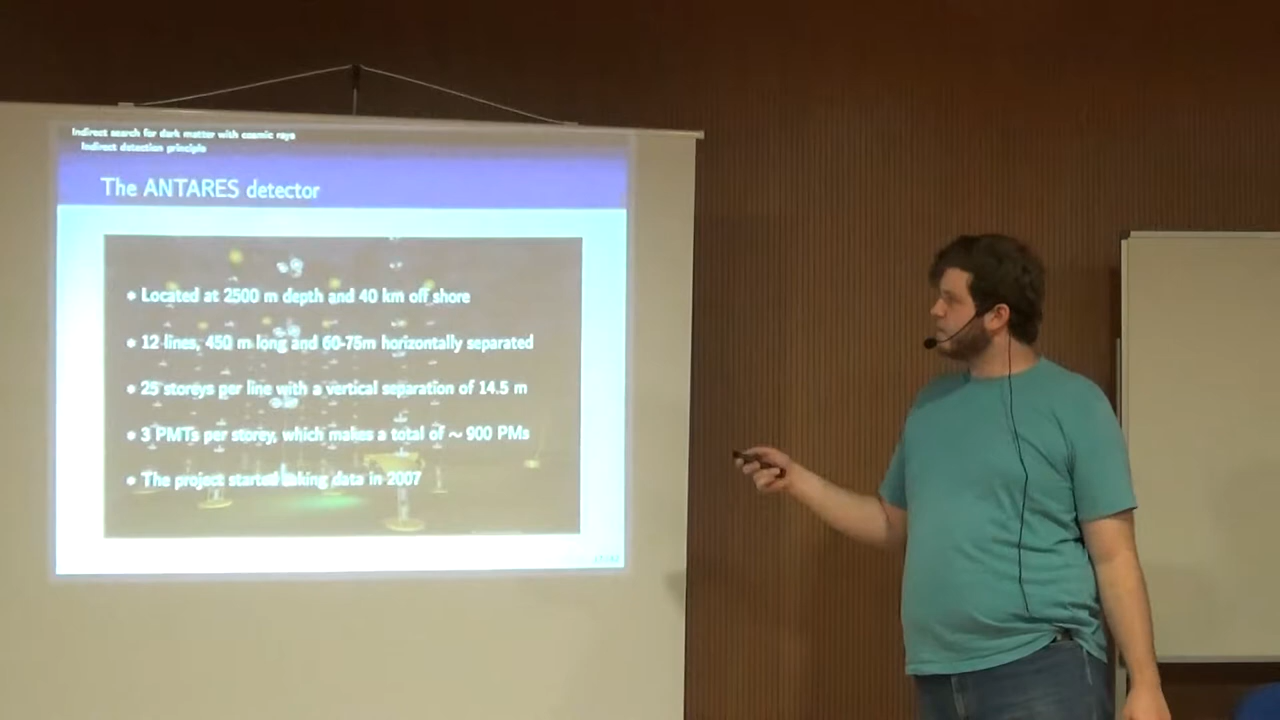 Indirect search for dark matter with cosmic rays
Indirect detection principle
The ANTARES detector
• Located at 2500 m depth and 40 km off shore
• 12 lines, 450 m long and 60-75m horizontally separated
• 25 storeys per line with a vertical separation of 14.5 m
• 3 PMTs per storey, which makes a total of ~ 900 PMs
• The project started taking data in 2007